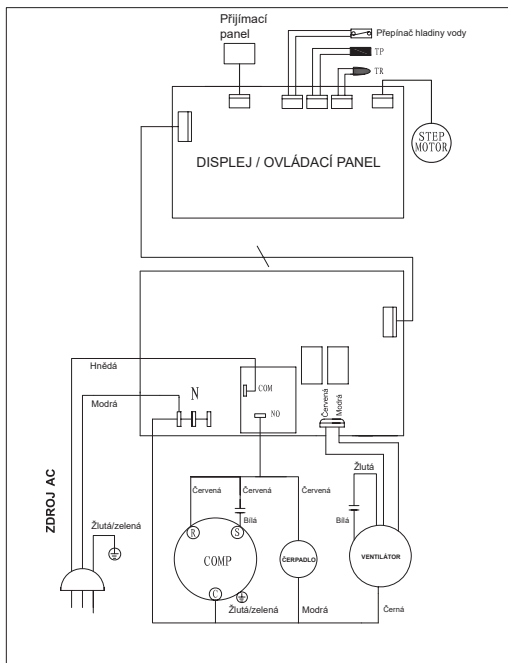 Přijímací
panel
Přepínač hladiny vody
TP
TR
STEP
MOTOR
DISPLEJ / OVLÁDACÍ PANEL
Hnědá
COM
N
Modrá
NO
Červená
Modrá
ZDROJ AC
Žlutá/zelená
Červená
Červená
Červená
Žlutá
Bílá
Bílá
R
S
COMP
C
ČERPADLO
VENTILÁTOR
Žlutá/zelená
Modrá
Černá